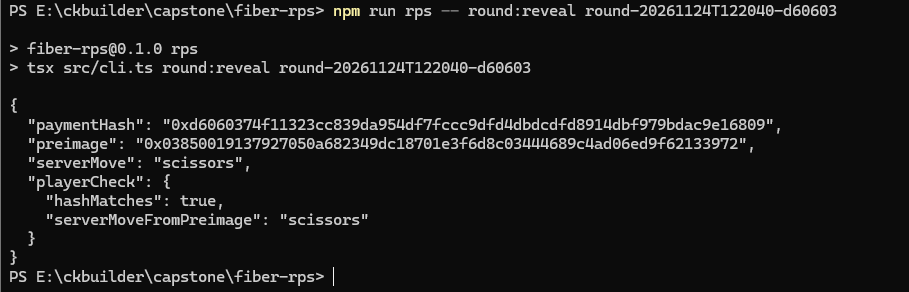 PS E:\ckbuilder\capstone\fiber-rps> npm run rps -- round:reveal round-20261124T122040-d60603

> fiber-rps@0.1.0 rps
> tsx src/cli.ts round:reveal round-20261124T122040-d60603

{
  "paymentHash": "0xd6060374f11323cc839da954df7fccc9dfd4dbdcdfd8914dbf979bdac9e16809",
  "preimage": "0x03850019137927050a682349dc18701e3f6d8c03444689c4ad06ed9f62133972",
  "serverMove": "scissors",
  "playerCheck": {
    "hashMatches": true,
    "serverMoveFromPreimage": "scissors"
  }
}
PS E:\ckbuilder\capstone\fiber-rps>